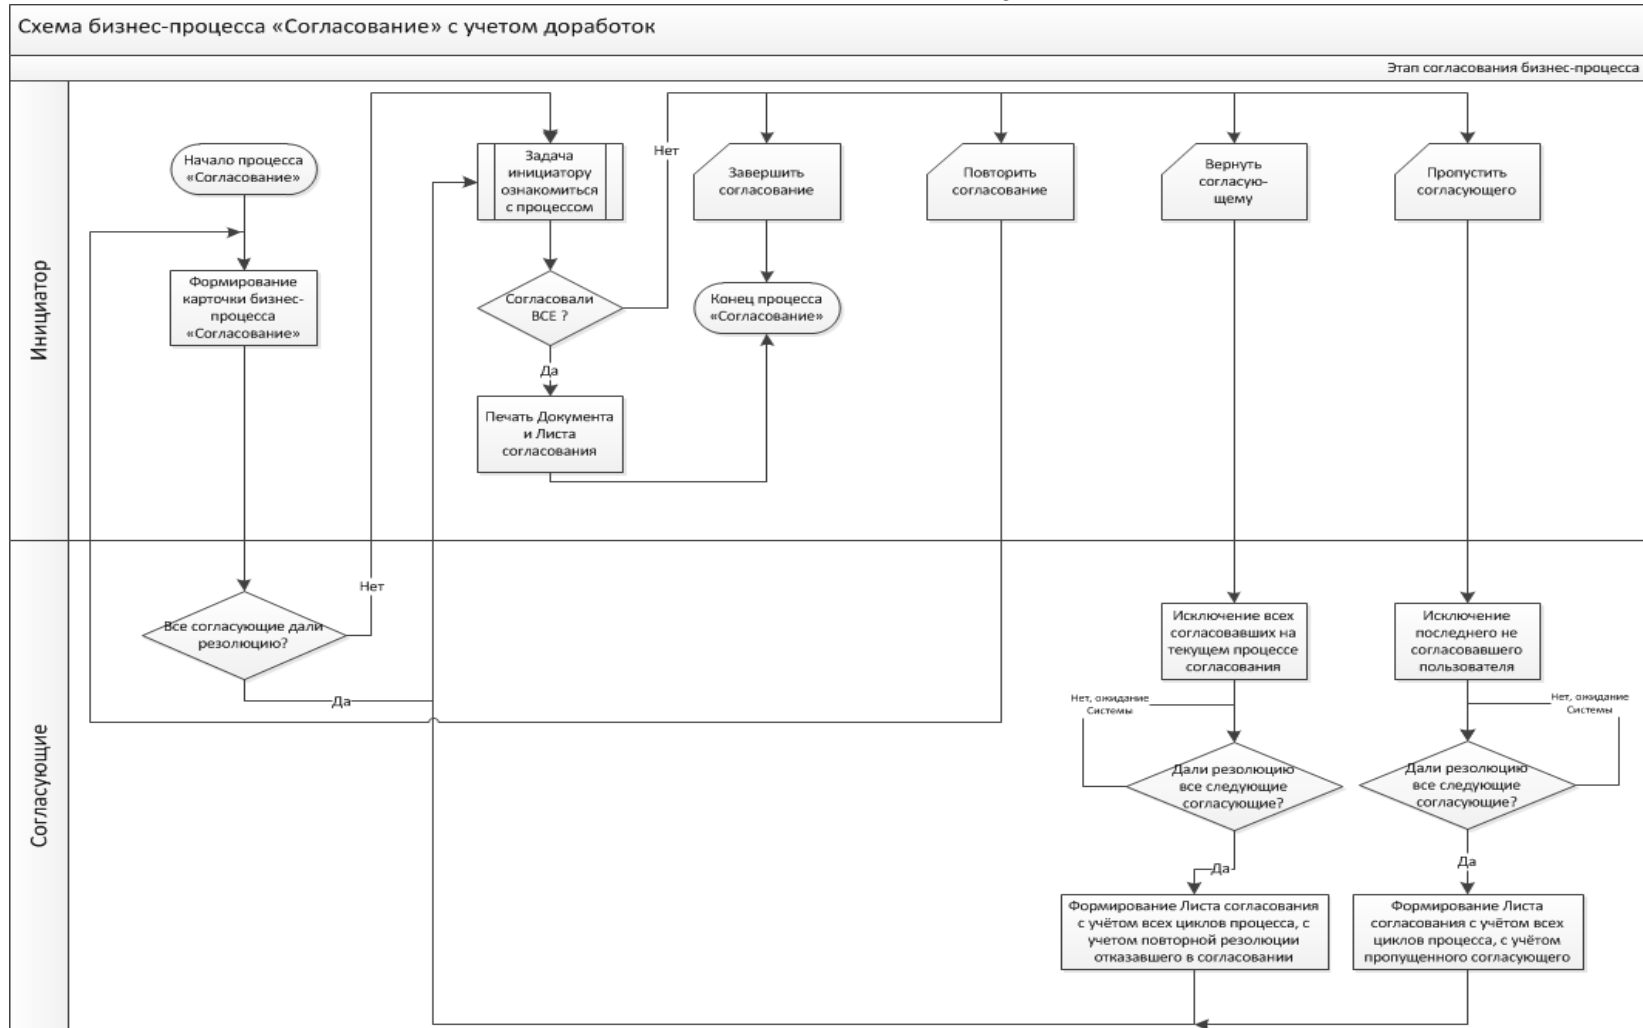 Схема бизнес-процесса «Согласование» с учетом доработок
Этап согласования бизнес-процесса
Инициатор
Начало процесса
«Согласование»
Формирование
карточки бизнес-
процесса
«Согласование»
Задача
инициатору
ознакомиться
с процессом
Согласовали
ВСЕ ?
Нет
Да
Печать Документа
и Листа
согласования
Завершить
согласование
Конец процесса
«Согласование»
Повторить
согласование
Вернуть
согласую-
щему
Пропустить
согласующего
Согласующие
Нет
Все согласующие дали
резолюцию?
Да
Исключение всех
согласовавших на
текущем процессе
согласования
Нет, ожидание
Системы
Дали резолюцию
все следующие
согласующие?
Да
Формирование Листа согласования
с учётом всех циклов процесса, с
учетом повторной резолюции
отказавшего в согласовании
Исключение
последнего не
согласовавшего
пользователя
Нет, ожидание
Системы
Дали резолюцию
все следующие
согласующие?
Да
Формирование Листа
согласования с учётом всех
циклов процесса, с учётом
пропущенного согласующего